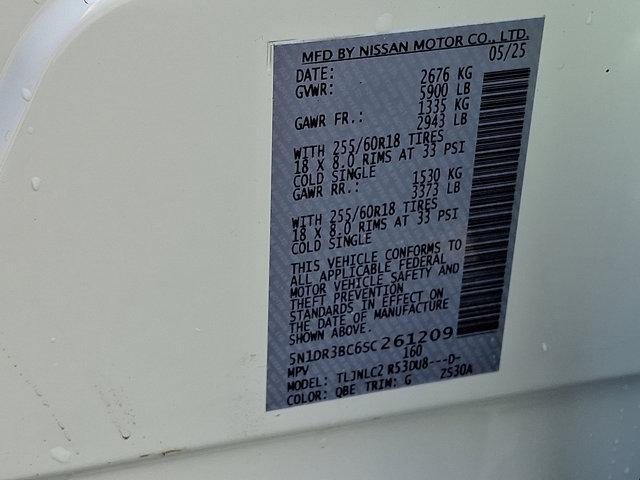 MFD BY NISSAN MOTOR CO., LTD.
DATE: 05/25
GVWR: 2676 KG
5900 LB
GAWR FR.: 1335 KG
2943 LB
WITH 255/60R18 TIRES
18 X 8.0 RIMS AT 33 PSI
COLD SINGLE
GAWR RR.: 1530 KG
3373 LB
WITH 255/60R18 TIRES
18 X 8.0 RIMS AT 33 PSI
COLD SINGLE
THIS VEHICLE CONFORMS TO
ALL APPLICABLE FEDERAL
MOTOR VEHICLE SAFETY AND
THEFT PREVENTION
STANDARDS IN EFFECT ON
THE DATE OF MANUFACTURE
SHOWN ABOVE.
5N1DR3BC6SC261209
MPV 160
MODEL: TLJNLC2 R53DU8---D-
COLOR: QBE TRIM: G ZS30A